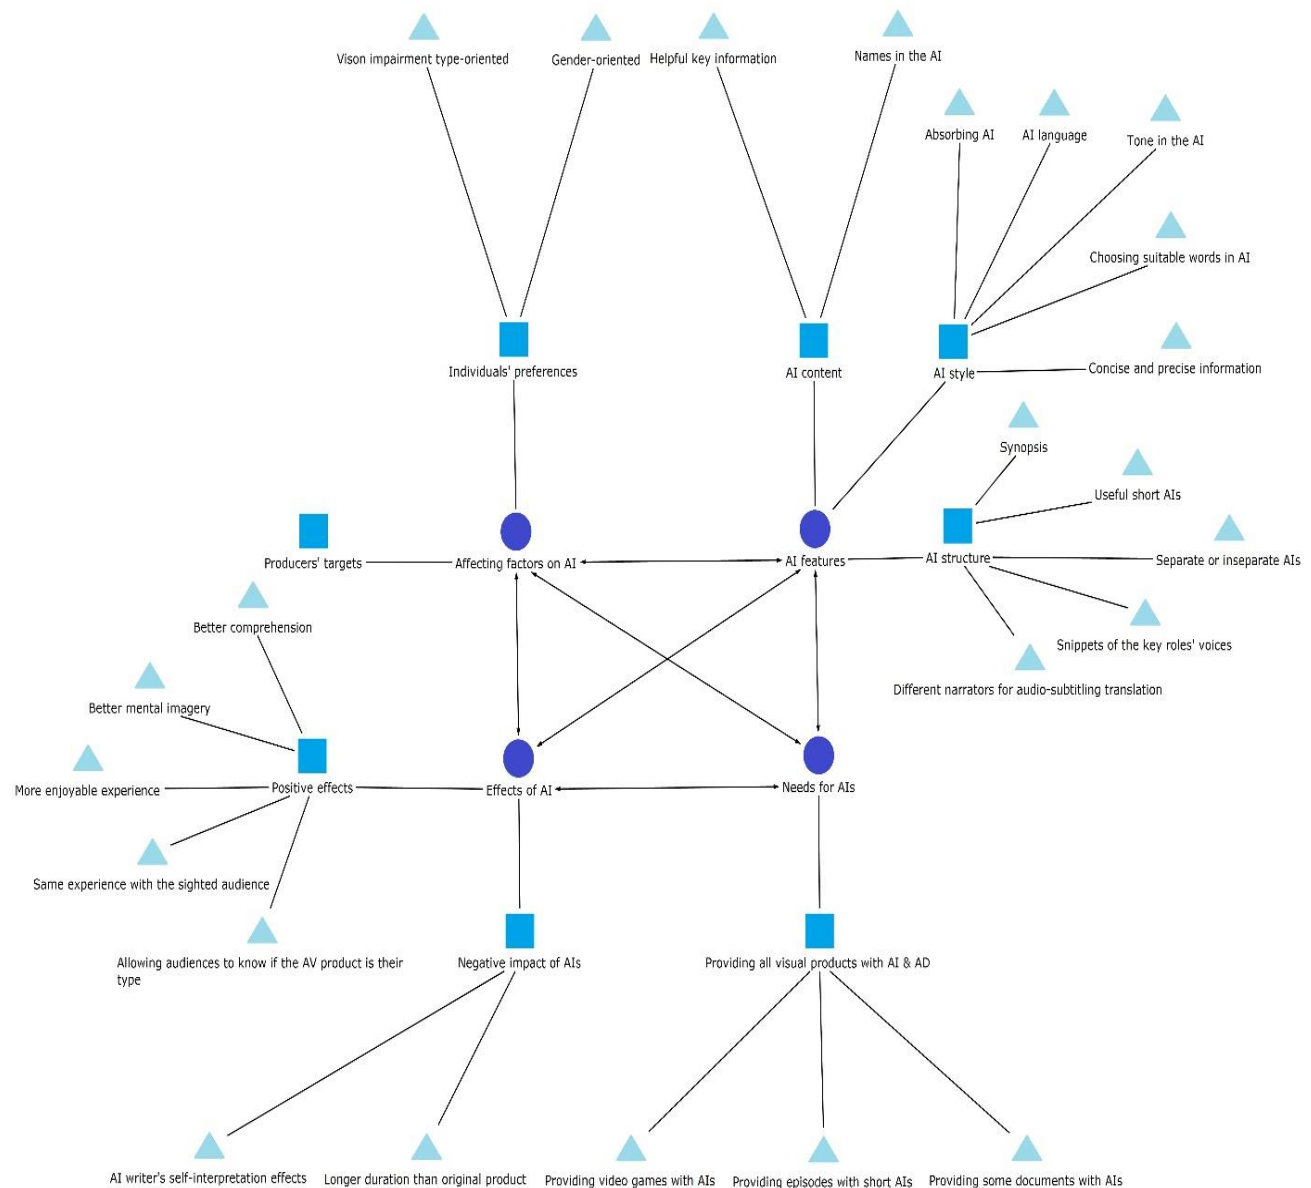 Vison impairment type-oriented
Gender-oriented
Helpful key information
Names in the AI
Absorbing AI
AI language
Tone in the AI
Choosing suitable words in AI
Individuals' preferences
AI content
AI style
Concise and precise information
Synopsis
Useful short AIs
Producers' targets
Affecting factors on AI
AI features
AI structure
Separate or inseparate AIs
Better comprehension
Snippets of the key roles' voices
Different narrators for audio-subtitling translation
Better mental imagery
More enjoyable experience
Positive effects
Effects of AI
Needs for AIs
Same experience with the sighted audience
Allowing audiences to know if the AV product is their
type
Negative impact of AIs
Providing all visual products with AI & AD
AI writer's self-interpretation effects
Longer duration than original product
Providing video games with AIs
Providing episodes with short AIs
Providing some documents with AIs